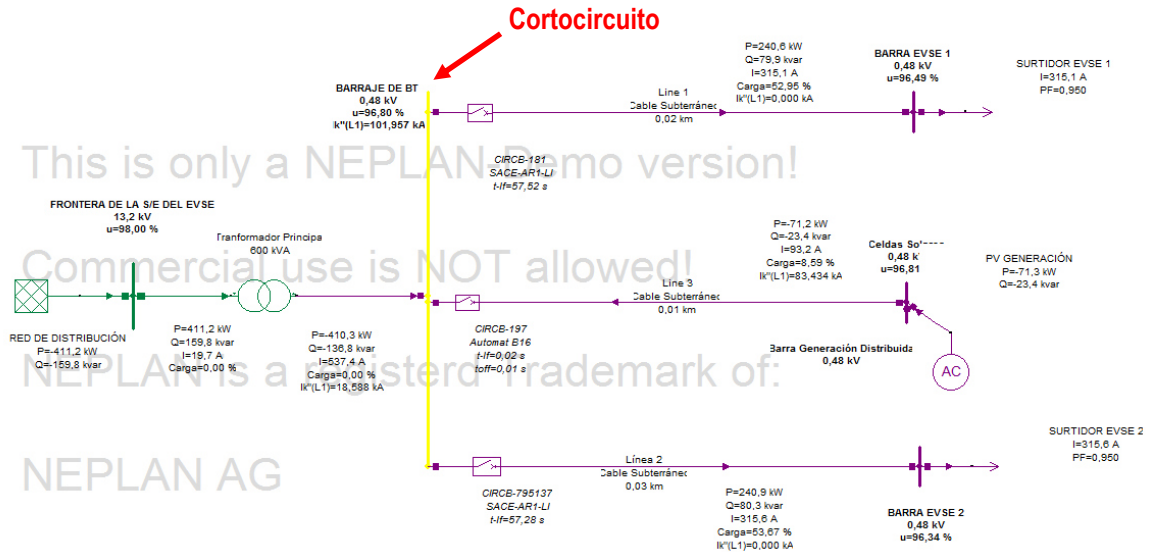 Cortocircuito
BARRAJE DE BT
0,48 kV
u=96,80 %
Ik"(L1)=101,957 kA
Line 1
Cable Subterráneo
0,02 km
P=240,6 kW
Q=79,9 kvar
I=315,1 A
Carga=52,95 %
Ik"(L1)=0,000 kA
BARRA EVSE 1
0,48 kV
u=96,49 %
SURTIDOR EVSE 1
I=315,1 A
PF=0,950
This is only a NEPLAN-Demo version!
CIRCB-181
SACE-AR1-LI
t-If=57,52 s
FRONTERA DE LA S/E DEL EVSE
13,2 kV
u=98,00 %
Tranformador Principa
600 kVA
Commercial use is NOT allowed!
P=-71,2 kW
Q=-23,4 kvar
I=93,2 A
Carga=8,59 %
Ik"(L1)=83,434 kA
Celdas So
0,48 k
u=96,81
PV GENERACIÓN
P=-71,3 kW
Q=-23,4 kvar
Line 3
Cable Subterráneo
0,01 km
RED DE DISTRIBUCIÓN
P=-411,2 kW
Q=-159,8 kvar
P=411,2 kW
Q=159,8 kvar
I=19,7 A
Carga=0,00 %
P=-410,3 kW
Q=-136,8 kvar
I=537,4 A
Carga=0,00 %
Ik"(L1)=18,588 kA
CIRCB-197
Automat B16
t-If=0,02 s
toff=0,01 s
Barra Generación Distribuida
0,48 kV
AC
NEPLAN is a registerd Trademark of:
NEPLAN AG
Línea 2
Cable Subterráneo
0,03 km
SURTIDOR EVSE 2
I=315,6 A
PF=0,950
CIRCB-795137
SACE-AR1-LI
t-If=57,28 s
P=240,9 kW
Q=80,3 kvar
I=315,6 A
Carga=53,67 %
Ik"(L1)=0,000 kA
BARRA EVSE 2
0,48 kV
u=96,34 %